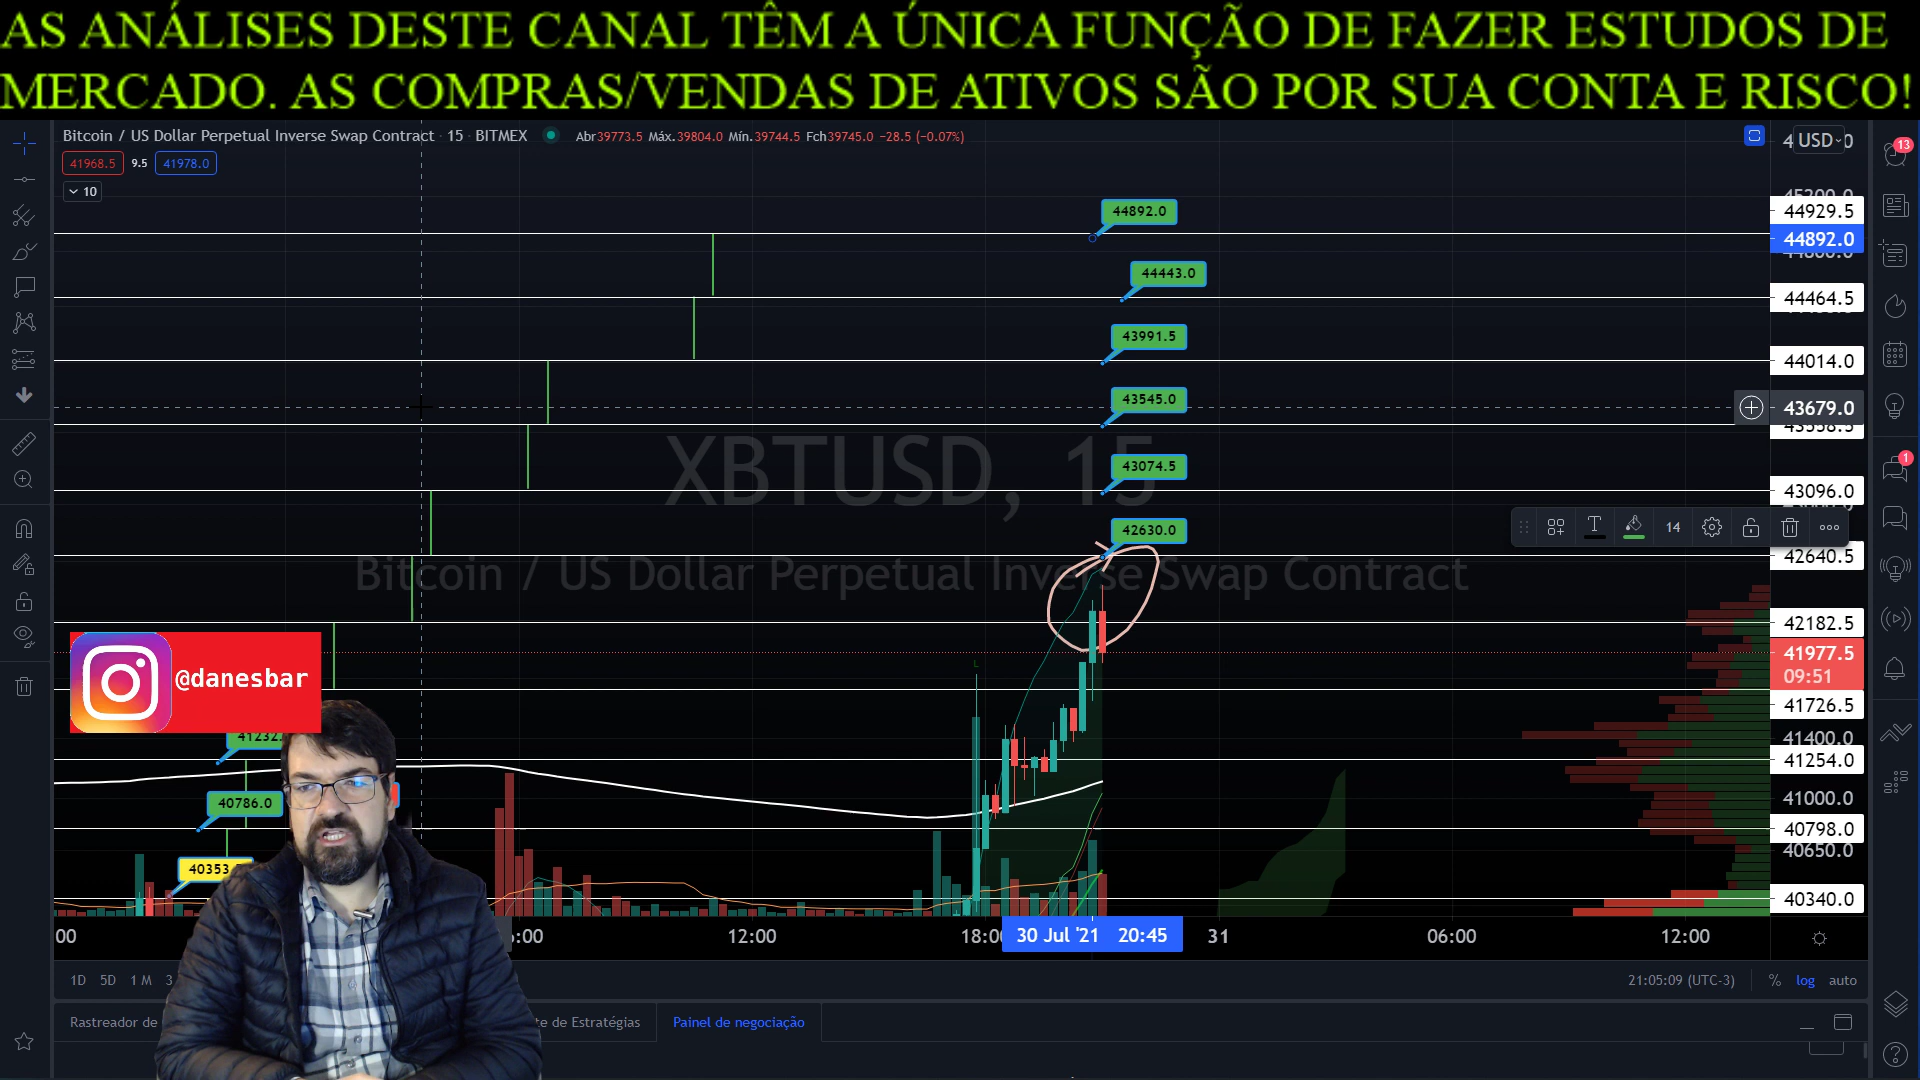 AS ANÁLISES DESTE CANAL TÊM A ÚNICA FUNÇÃO DE FAZER ESTUDOS DE
MERCADO. AS COMPRAS/VENDAS DE ATIVOS SÃO POR SUA CONTA E RISCO!
Bitcoin / US Dollar Perpetual Inverse Swap Contract · 15 · BITMEX Abr39773.5 Máx.39804.0 Mín.39744.5 Fch39745.0 −28.5 (−0.07%)
USD
13
41968.5 9.5 41978.0
10
44892.0
44929.5
44892.0
44443.0
44464.5
43991.5
44014.0
43545.0
43679.0
XBTUSD, 15
43074.5
43096.0
1
42630.0
14
42640.5
Bitcoin / US Dollar Perpetual Inverse Swap Contract
42182.5
L
41977.5
09:51
@danesbar
41726.5
41400.0
41254.0
40786.0
41000.0
40798.0
40650.0
40353
40340.0
12:00
30 Jul '21 20:45
31
06:00
12:00
1D 5D 1M 3
21:05:09 (UTC-3) % log auto
Rastreador de
de Estratégias
Painel de negociação